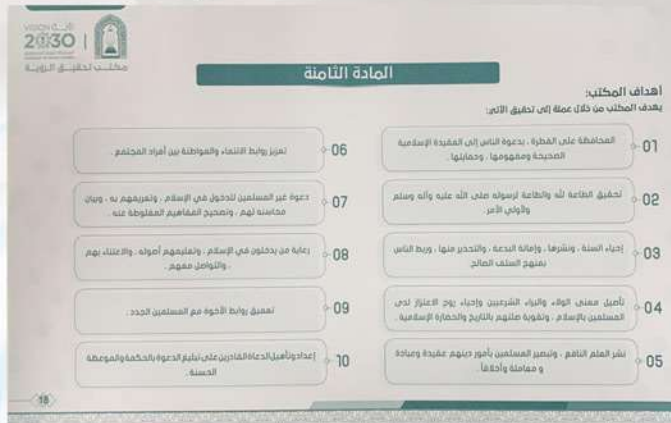 VISION رؤية
2030
مكتب تحقيق الرؤية
المادة الثامنة
أهداف المكتب:
يهدف المكتب من خلال عمله إلى تحقيق الآتي:
01
المحافظة على الفطرة ، بدعوة الناس إلى العقيدة الإسلامية
الصحيحة ومفهومها ، وحمايتها .
02
تحقيق الطاعة لله والطاعة لرسوله صلى الله عليه وآله وسلم
ولأولي الأمر .
03
إحياء السنة ، ونشرها ، وإماتة البدعة ، والتحذير منها ، وربط الناس
بمنهج السلف الصالح
04
تأصيل معنى الولاء والبراء الشرعيين وإحياء روح الاعتزاز لدى
المسلمين بالإسلام ، وتقوية صلتهم بالتاريخ والحضارة الإسلامية .
05
نشر العلم النافع ، وتبصير المسلمين بأمور دينهم عقيدة وعبادة
و معاملة وأخلاقاً .
06
تعزيز روابط الانتماء والمواطنة بين أفراد المجتمع .
07
دعوة غير المسلمين للدخول في الإسلام ، وتعريفهم به ، وبيان
محاسنه لهم ، وتصحيح المفاهيم المغلوطة عنه .
08
رعاية من يدخلون في الإسلام ، وتعليمهم أصوله ، والاعتناء بهم
، والتواصل معهم .
09
تعميق روابط الأخوة مع المسلمين الجدد .
10
إعداد وتأهيل الدعاة القادرين على تبليغ الدعوة بالحكمة والموعظة
الحسنة .
18